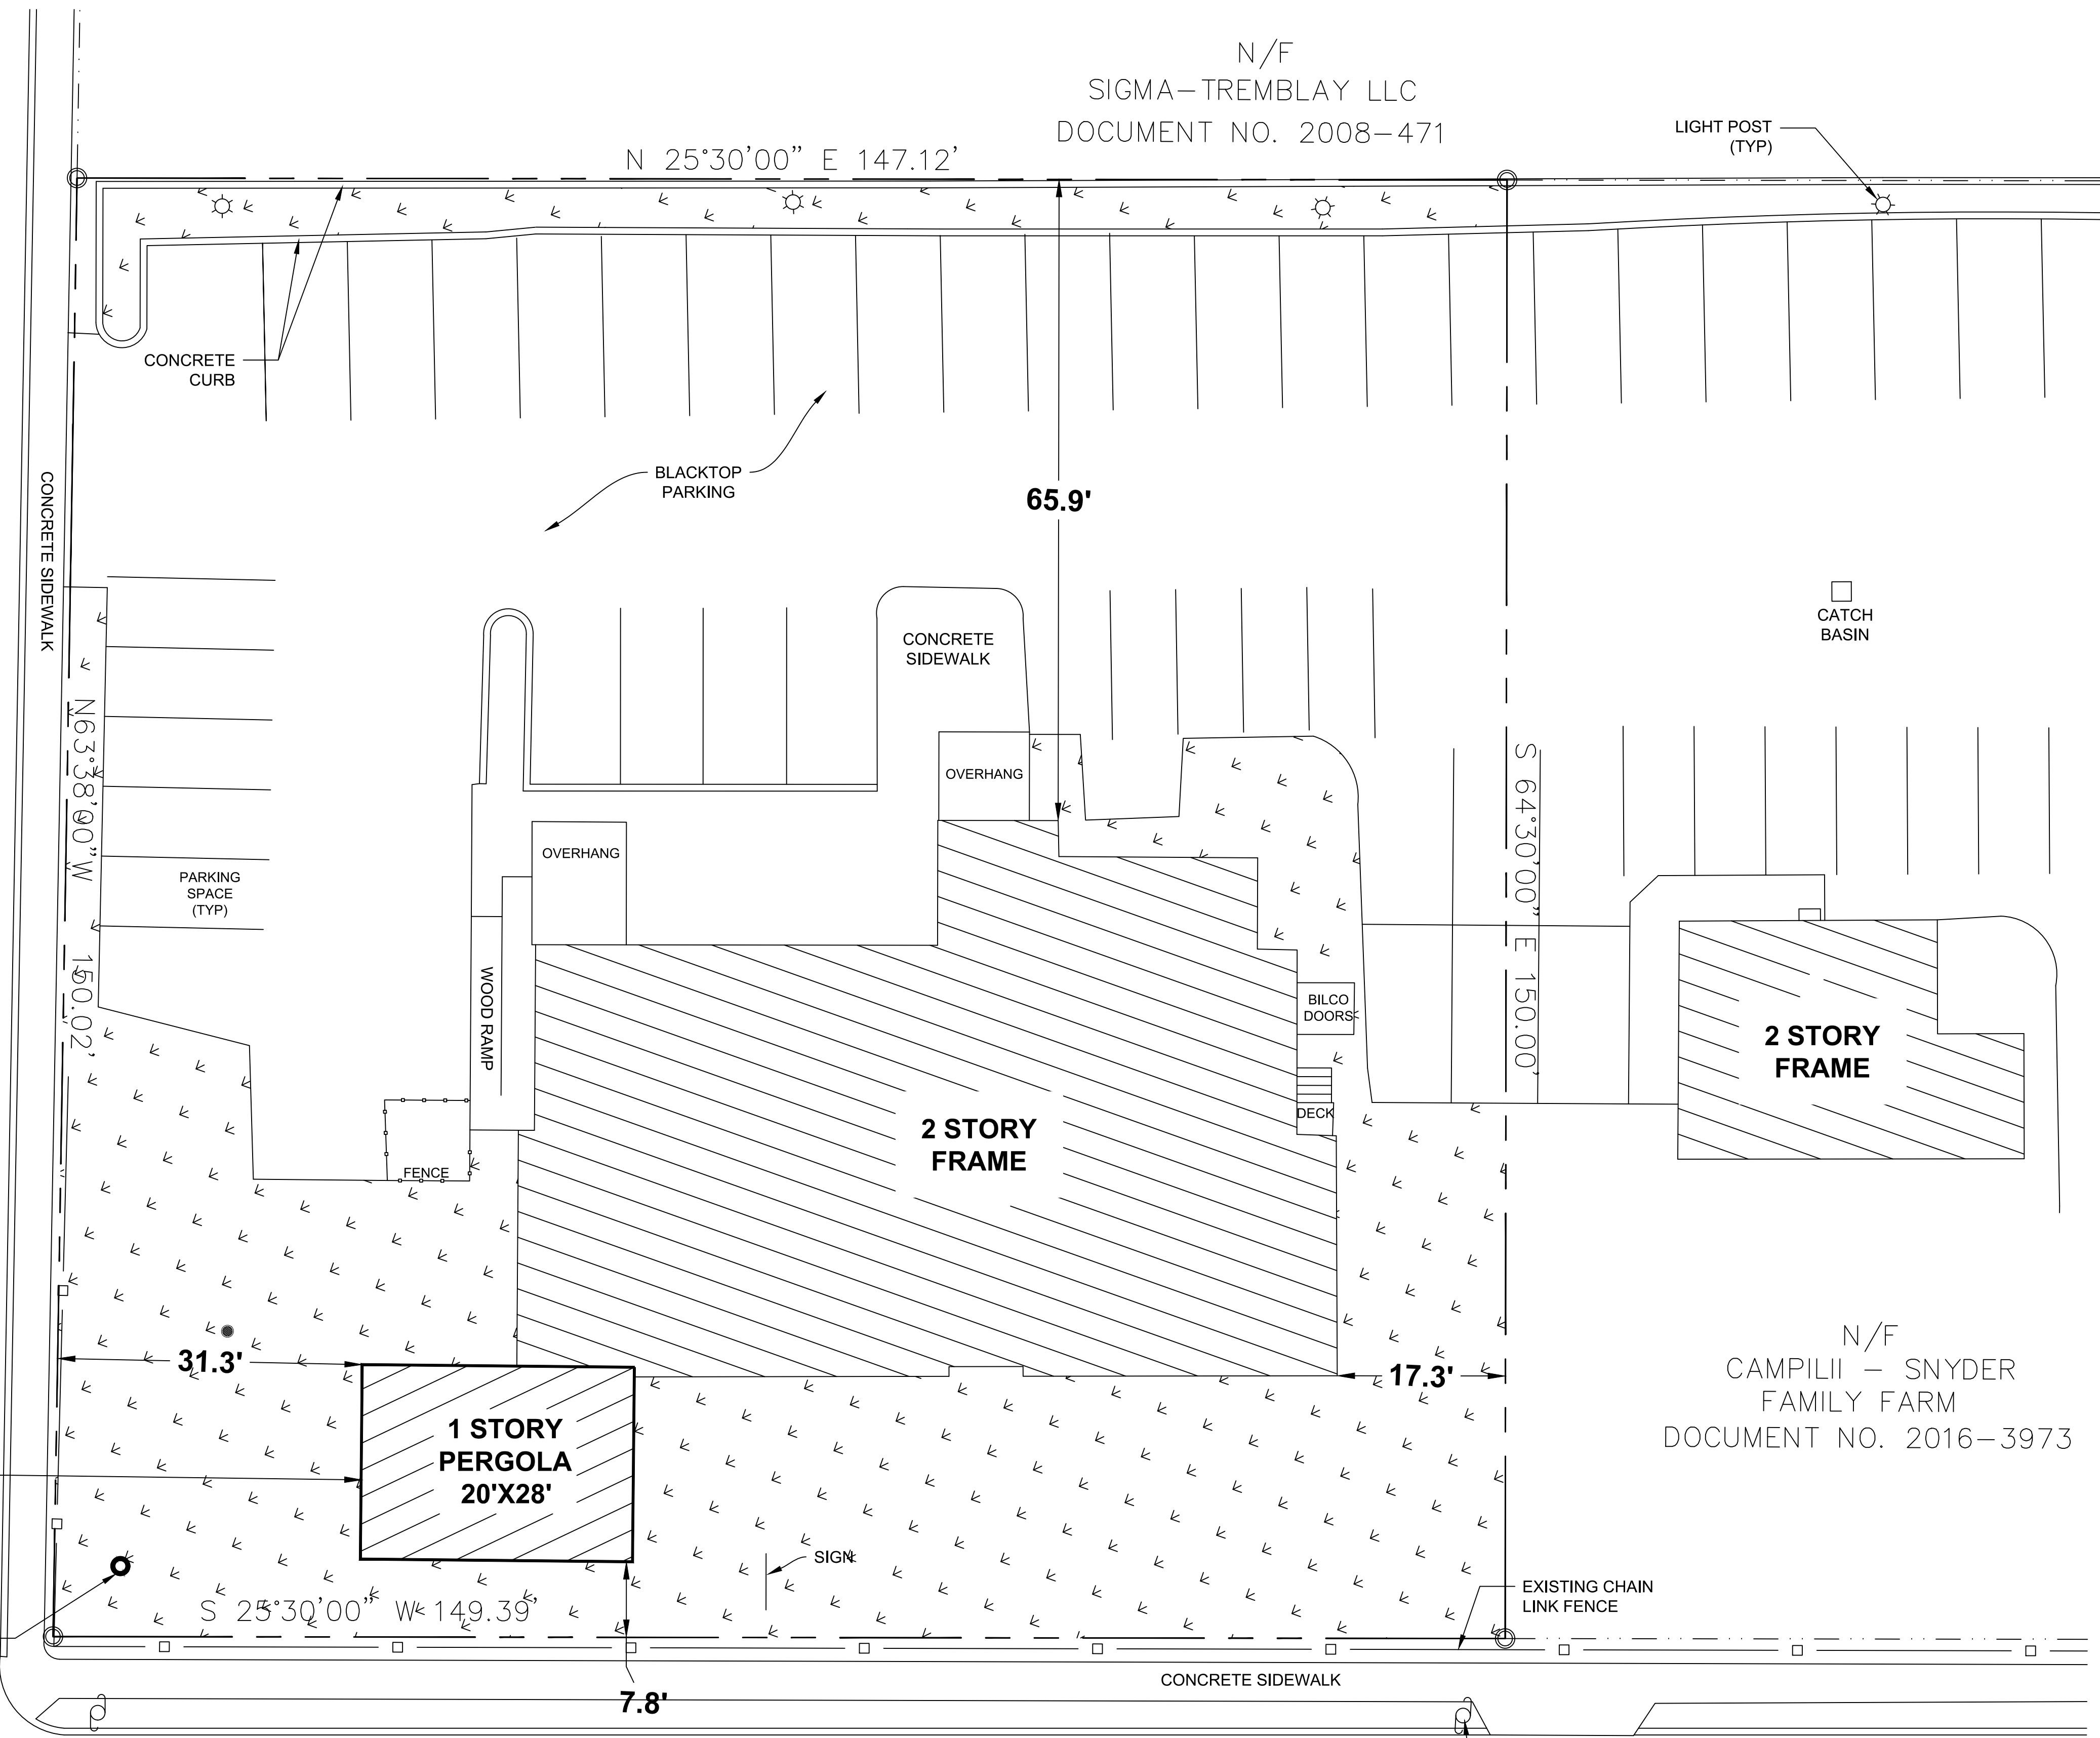 N/F
SIGMA-TREMBLAY LLC
DOCUMENT NO. 2008-471
LIGHT POST
(TYP)
N 25°30'00" E 147.12'
CONCRETE
CURB
BLACKTOP
PARKING
65.9'
CONCRETE SIDEWALK
CATCH
BASIN
CONCRETE
SIDEWALK
N63°38'00"W 150.02'
OVERHANG
S 64°30'00" E 150.00'
OVERHANG
PARKING
SPACE
(TYP)
WOOD RAMP
BILCO
DOORS
2 STORY
FRAME
DECK
2 STORY
FRAME
FENCE
N/F
CAMPILII - SNYDER
FAMILY FARM
DOCUMENT NO. 2016-3973
31.3'
17.3'
1 STORY
PERGOLA
20'X28'
SIGN
EXISTING CHAIN
LINK FENCE
S 25°30'00" W 149.39'
CONCRETE SIDEWALK
7.8'